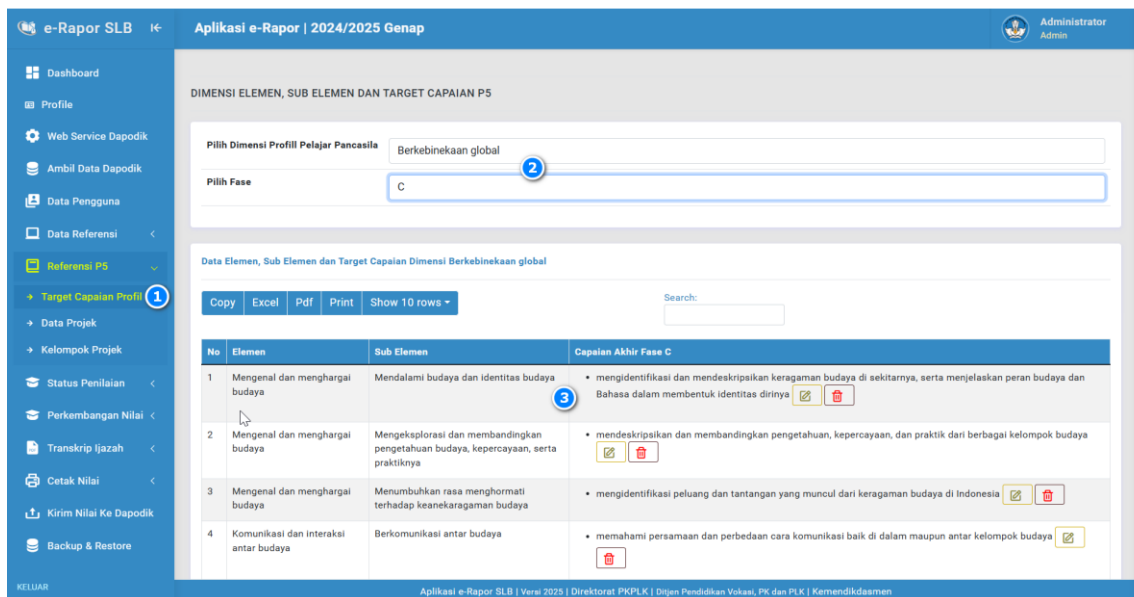 e-Rapor SLB
Aplikasi e-Rapor | 2024/2025 Genap
Administrator
Admin
Dashboard
Profile
Web Service Dapodik
Ambil Data Dapodik
Data Pengguna
Data Referensi
Referensi P5
Target Capaian Profil
1
Data Projek
Kelompok Projek
Status Penilaian
Perkembangan Nilai
Transkrip Ijazah
Cetak Nilai
Kirim Nilai Ke Dapodik
Backup & Restore
KELUAR
DIMENSI ELEMEN, SUB ELEMEN DAN TARGET CAPAIAN P5
Pilih Dimensi Profill Pelajar Pancasila
Berkebinekaan global
2
Pilih Fase
C
Data Elemen, Sub Elemen dan Target Capaian Dimensi Berkebinekaan global
Copy Excel Pdf Print Show 10 rows
Search:
No Elemen Sub Elemen Capaian Akhir Fase C
1 Mengenal dan menghargai Mendalami budaya dan identitas budaya • mengidentifikasi dan mendeskripsikan keragaman budaya di sekitarnya, serta menjelaskan peran budaya dan
budaya 3 Bahasa dalam membentuk identitas dirinya
2 Mengenal dan menghargai Mengeksplorasi dan membandingkan • mendeskripsikan dan membandingkan pengetahuan, kepercayaan, dan praktik dari berbagai kelompok budaya
budaya pengetahuan budaya, kepercayaan, serta
praktiknya
3 Mengenal dan menghargai Menumbuhkan rasa menghormati • mengidentifikasi peluang dan tantangan yang muncul dari keragaman budaya di Indonesia
budaya terhadap keanekaragaman budaya
4 Komunikasi dan interaksi Berkomunikasi antar budaya • memahami persamaan dan perbedaan cara komunikasi baik di dalam maupun antar kelompok budaya
antar budaya
Aplikasi e-Rapor SLB | Versi 2025 | Direktorat PKPLK | Ditjen Pendidikan Vokasi, PK dan PLK | Kemendikdasmen